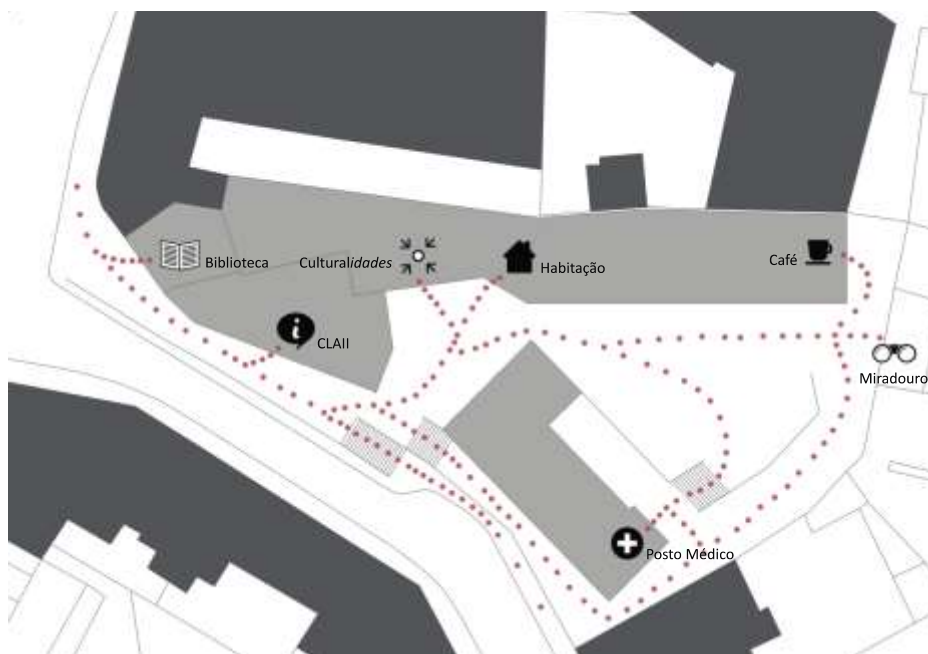 Biblioteca
Culturalidades
Habitação
Café
CLAII
Miradouro
Posto Médico